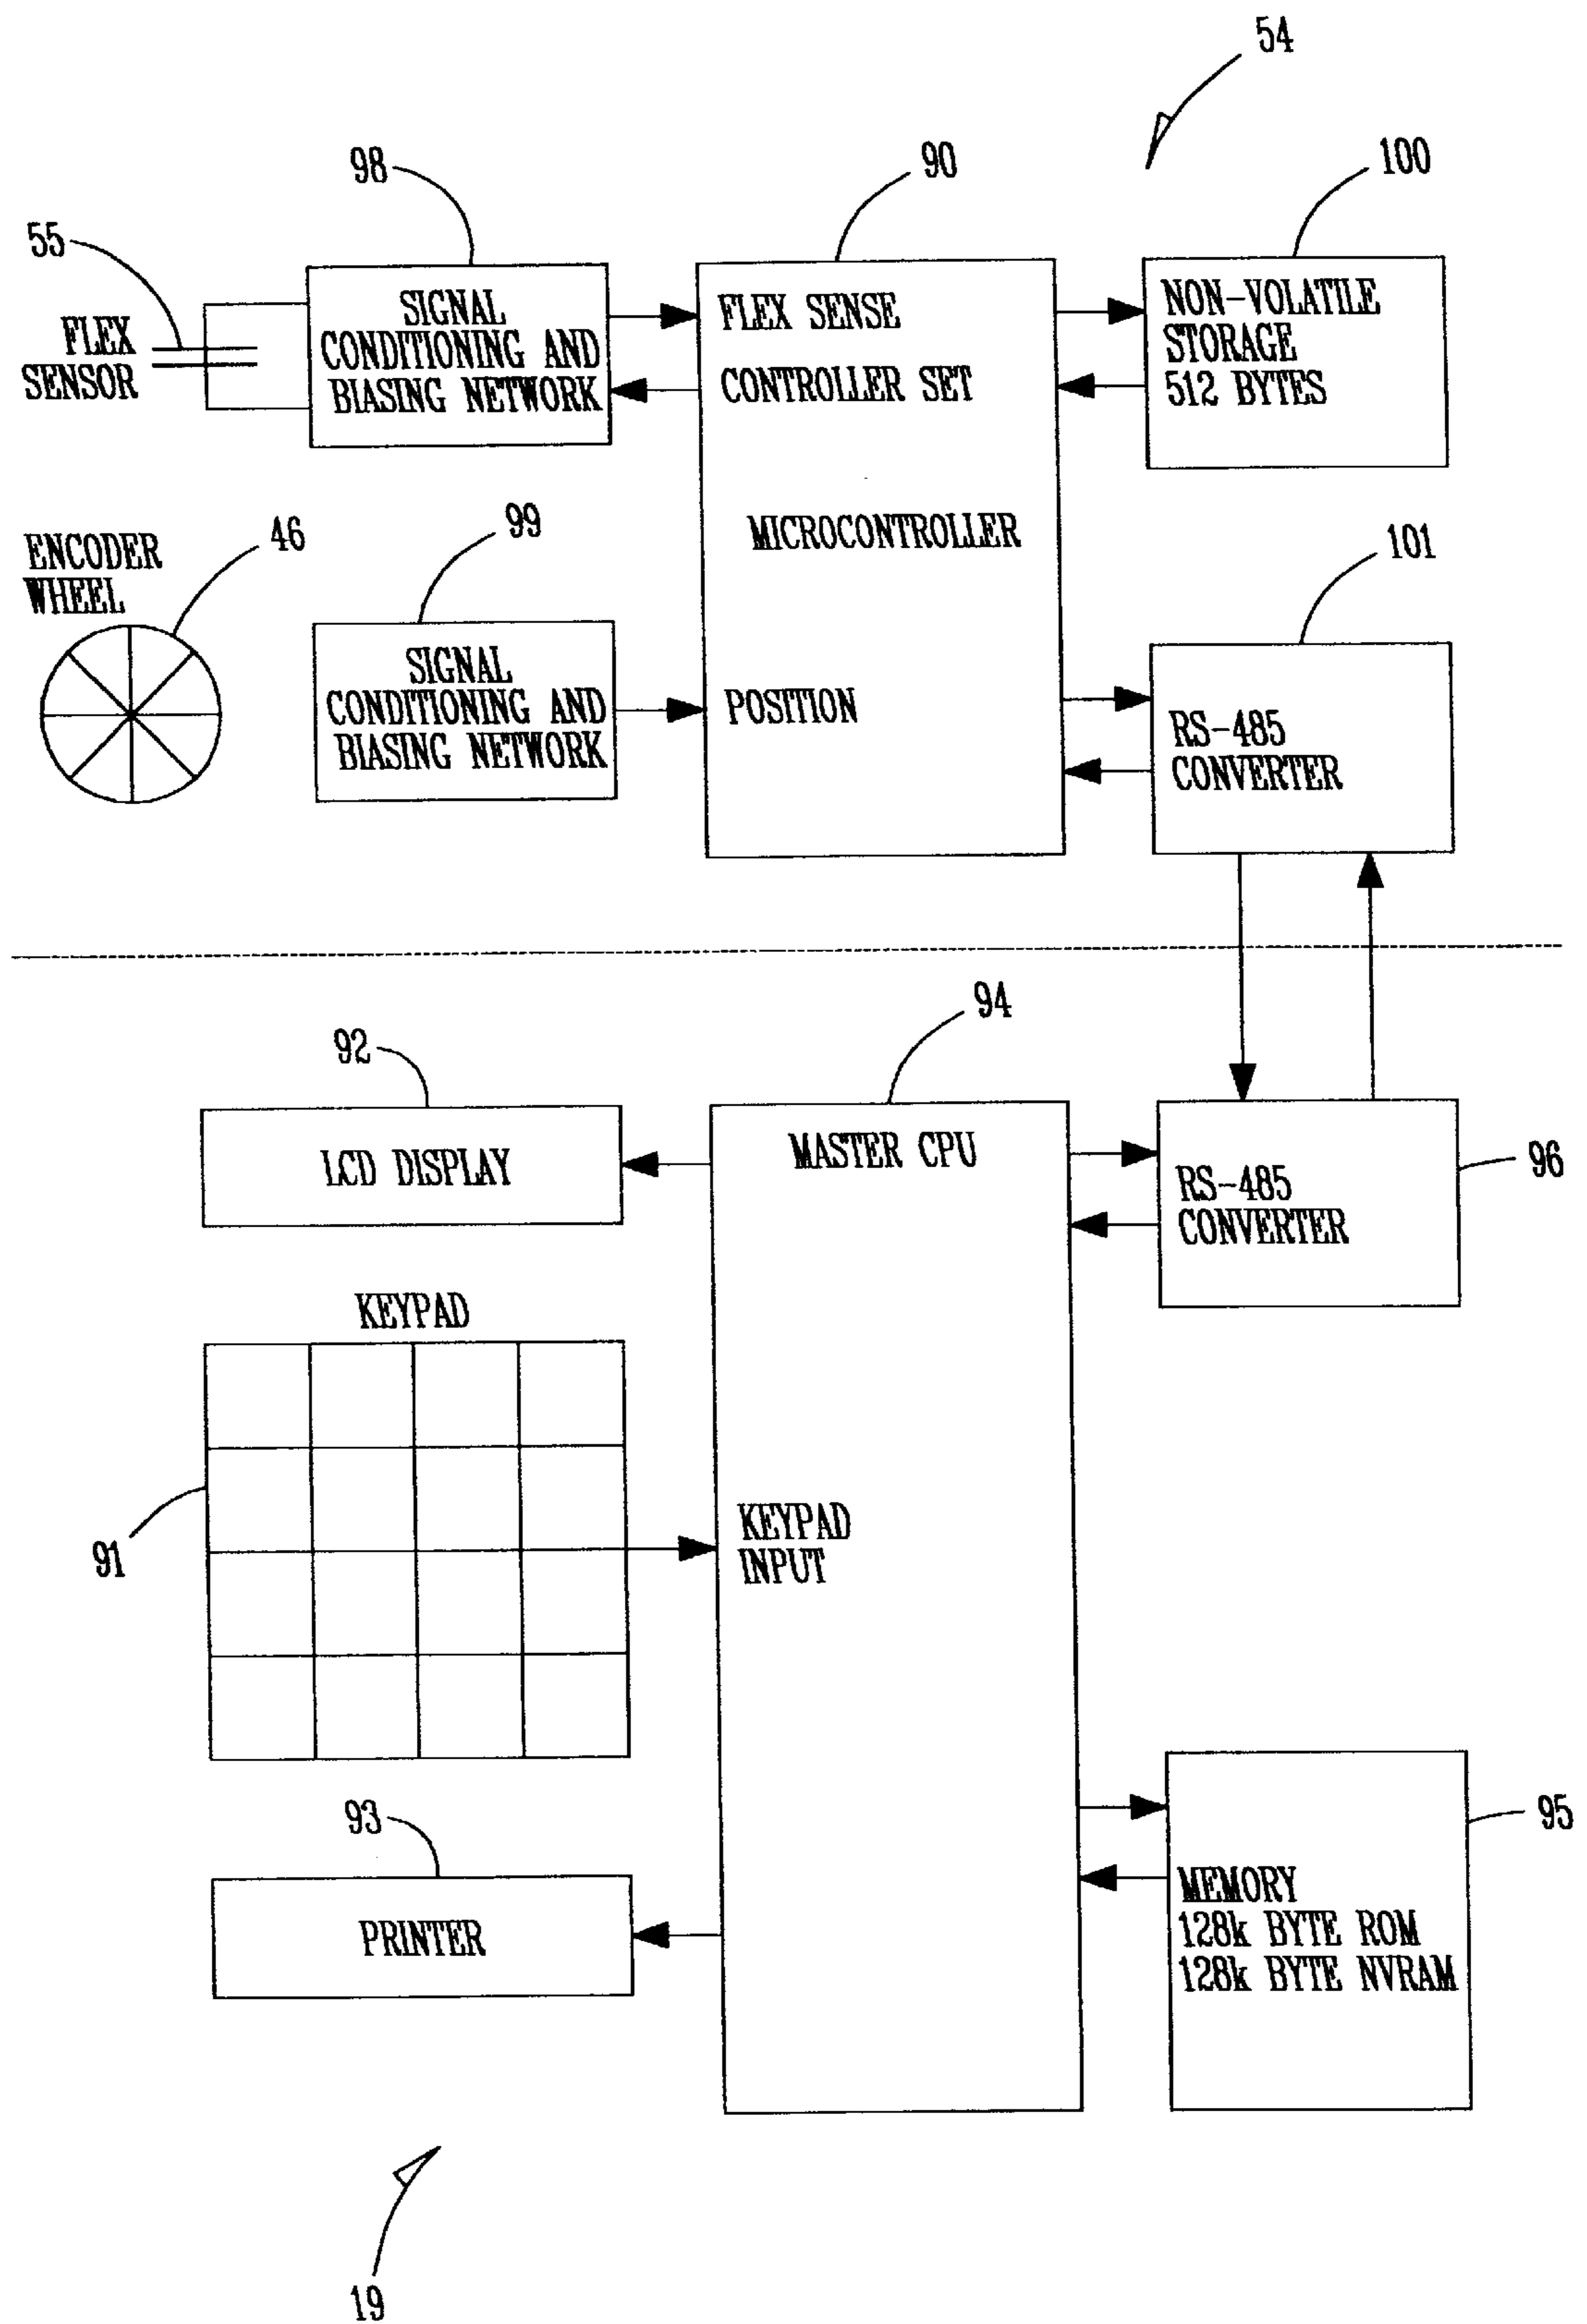 54
98
90
100
55
FLEX
SENSOR
SIGNAL
CONDITIONING AND
BIASING NETWORK
FLEX SENSE
CONTROLLER SET
MICROCONTROLLER
POSITION
NON-VOLATILE
STORAGE
512 BYTES
ENCODER
WHEEL
46
99
SIGNAL
CONDITIONING AND
BIASING NETWORK
101
RS-485
CONVERTER
92
94
LCD DISPLAY
MASTER CPU
RS-485
CONVERTER
96
KEYPAD
91
KEYPAD
INPUT
93
PRINTER
95
MEMORY
128k BYTE ROM
128k BYTE NVRAM
19